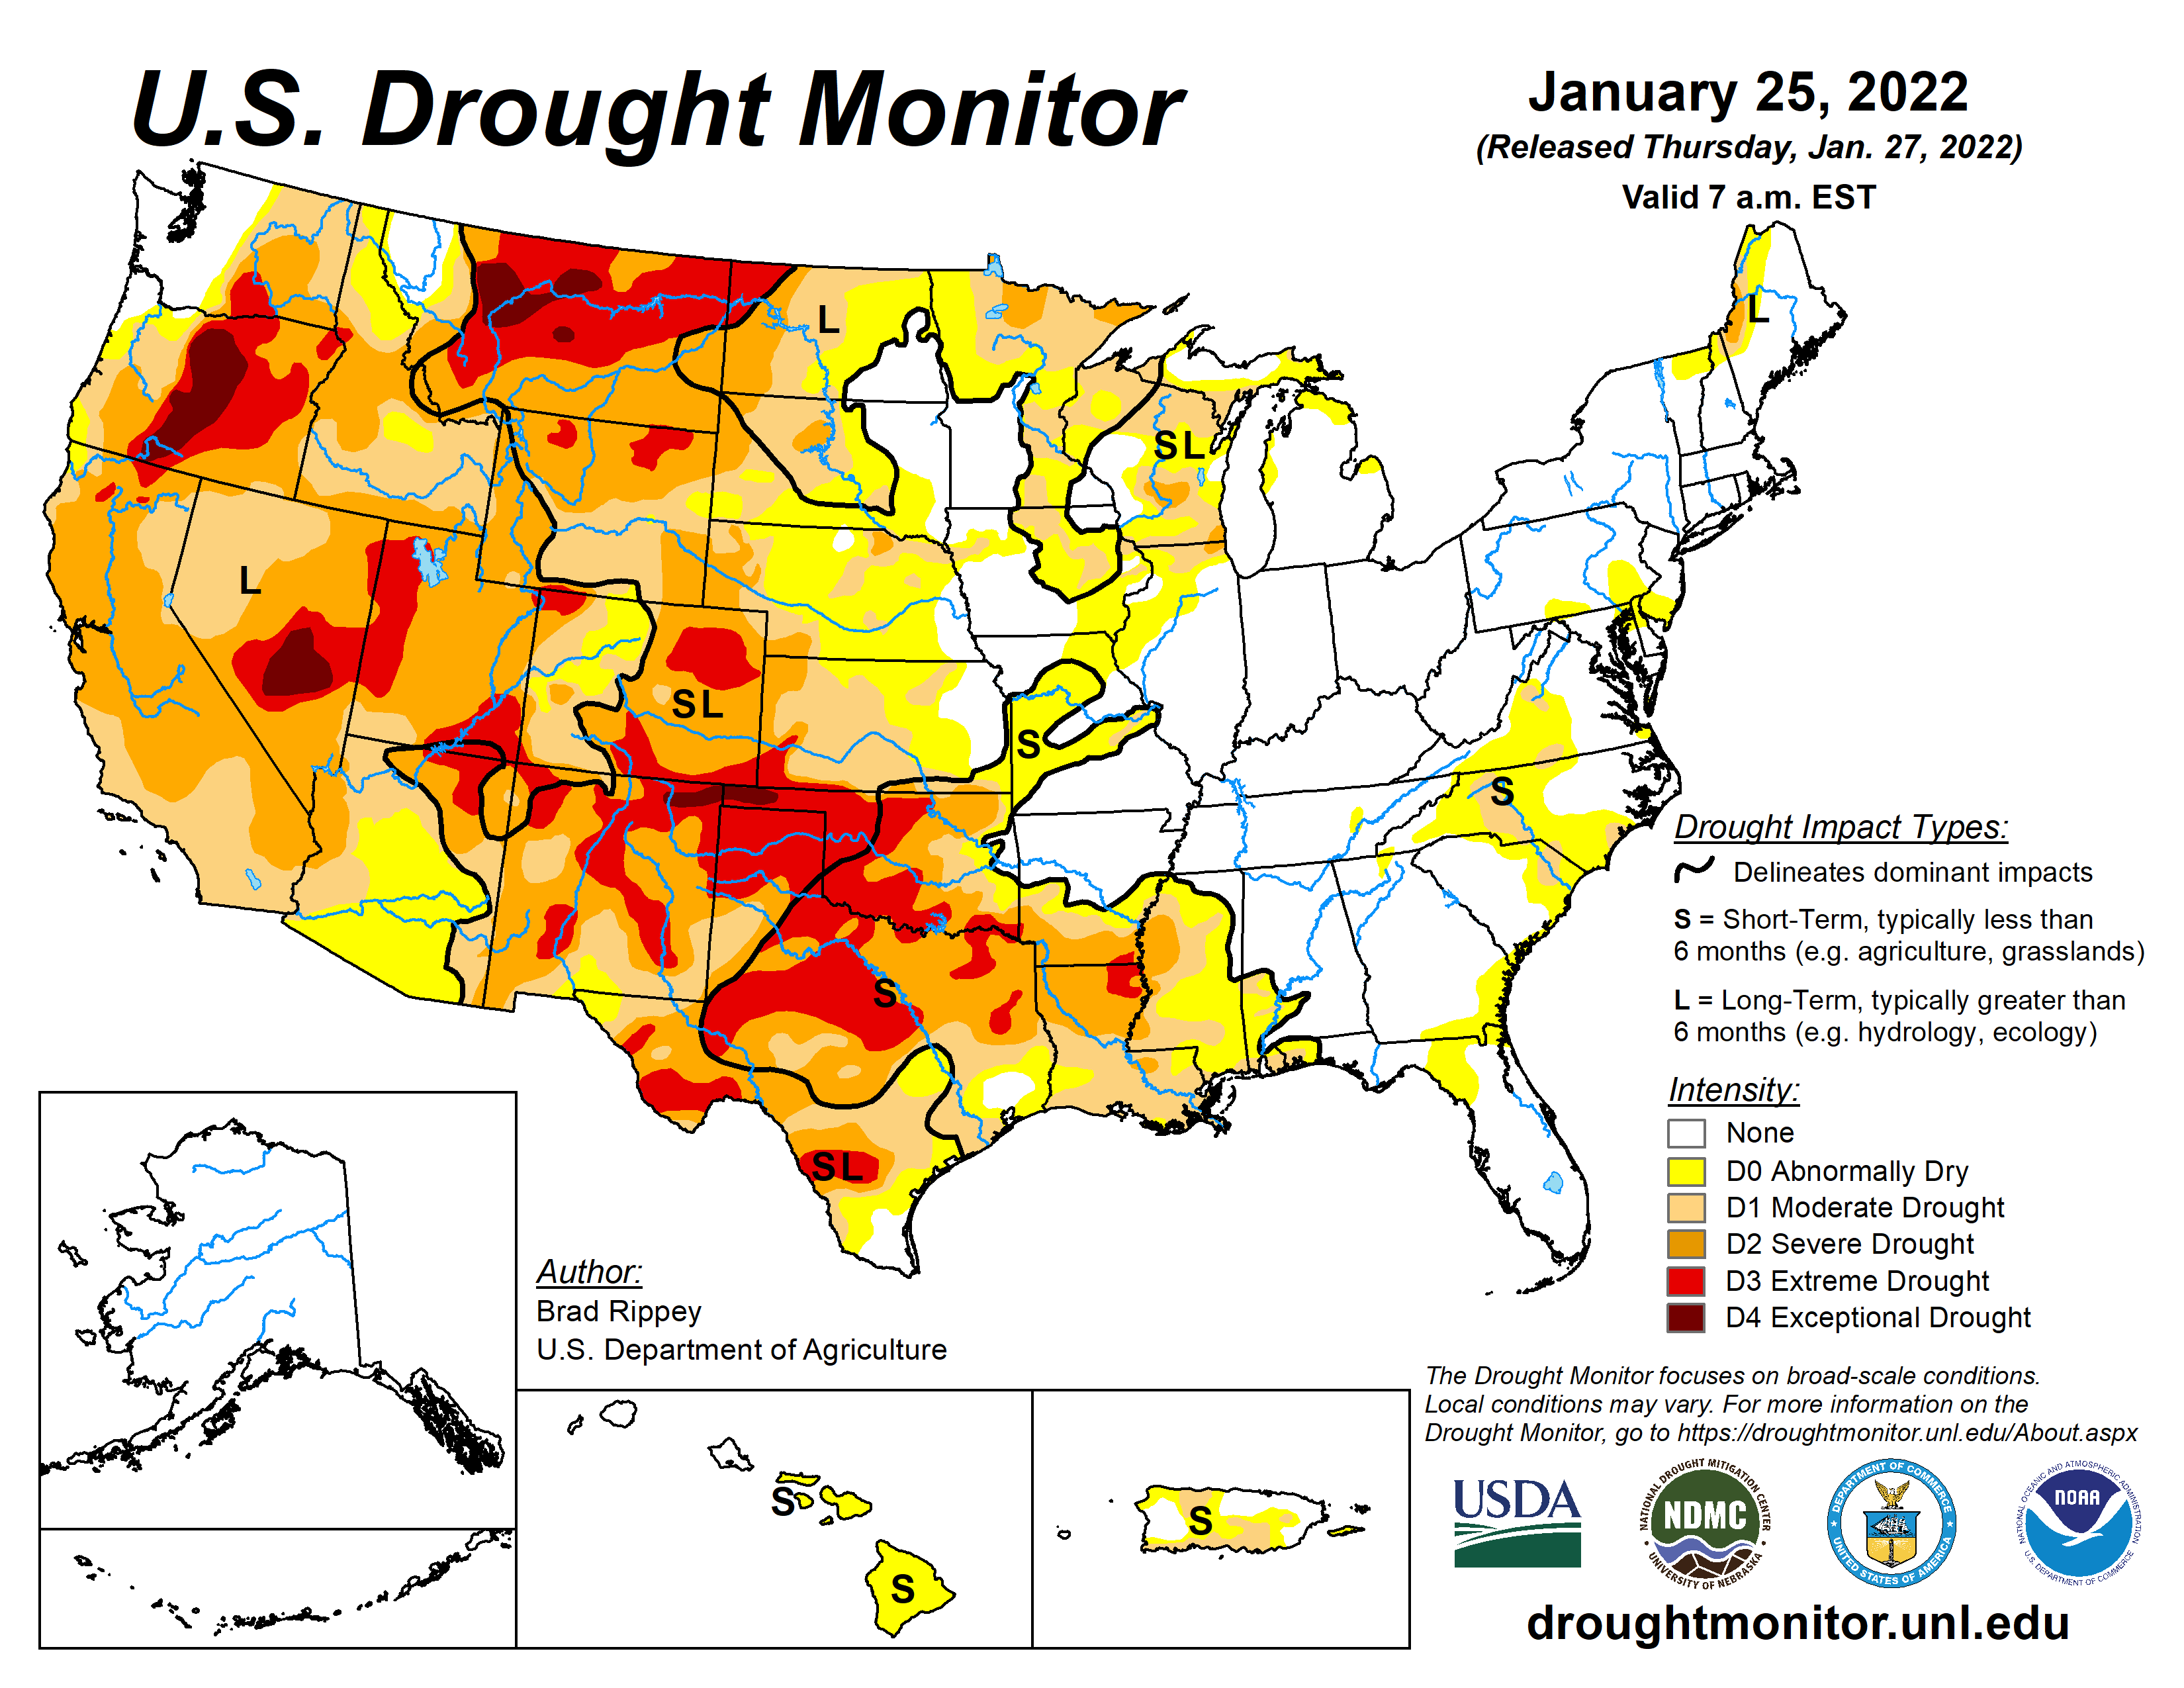 U.S. Drought Monitor
January 25, 2022
(Released Thursday, Jan. 27, 2022)
Valid 7 a.m. EST
L
L
SL
L
SL
S
S
S
SL
Drought Impact Types:
Delineates dominant impacts
S = Short-Term, typically less than
6 months (e.g. agriculture, grasslands)
L = Long-Term, typically greater than
6 months (e.g. hydrology, ecology)
Intensity:
None
D0 Abnormally Dry
D1 Moderate Drought
D2 Severe Drought
D3 Extreme Drought
D4 Exceptional Drought
Author:
Brad Rippey
U.S. Department of Agriculture
S
S
S
The Drought Monitor focuses on broad-scale conditions.
Local conditions may vary. For more information on the
Drought Monitor, go to https://droughtmonitor.unl.edu/About.aspx
USDA
NATIONAL DROUGHT MITIGATION CENTER
NDMC
UNIVERSITY OF NEBRASKA
DEPARTMENT OF COMMERCE
UNITED STATES OF AMERICA
NATIONAL OCEANIC AND ATMOSPHERIC ADMINISTRATION
NOAA
U.S. DEPARTMENT OF COMMERCE
droughtmonitor.unl.edu